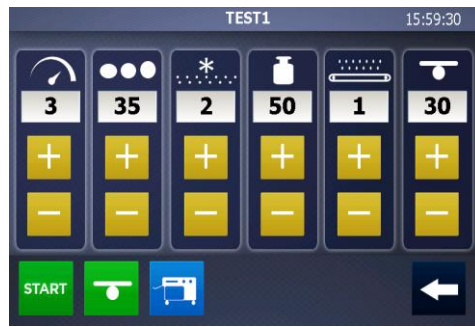 TEST1 15:59:30
3 35 2 50 1 30
+ + + + + +
- - - - - -
START